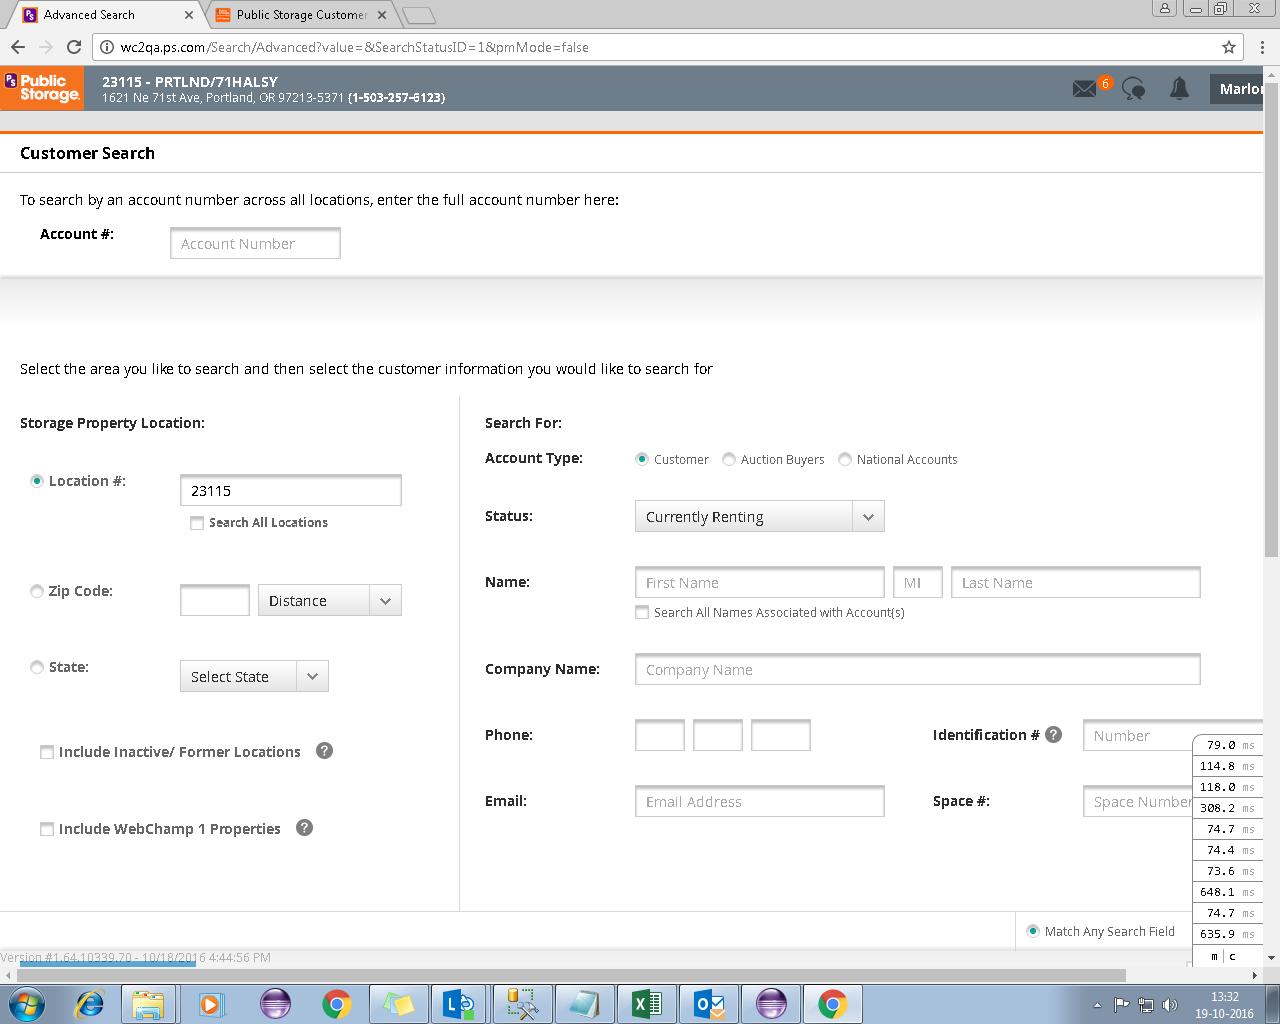 Advanced Search
Public Storage Customer
wc2qa.ps.com/Search/Advanced?value=&SearchStatusID=1&pmMode=false
Ps Public Storage.
23115 - PRTLND/71HALSY
1621 Ne 71st Ave, Portland, OR 97213-5371 (1-503-257-6123)
6
Marlo
Customer Search
To search by an account number across all locations, enter the full account number here:
Account #:
Account Number
Select the area you like to search and then select the customer information you would like to search for
Storage Property Location:
Search For:
Account Type:
Customer
Auction Buyers
National Accounts
Location #:
23115
Search All Locations
Status:
Currently Renting
Zip Code:
Distance
Name:
First Name
MI
Last Name
Search All Names Associated with Account(s)
State:
Select State
Company Name:
Company Name
Include Inactive/ Former Locations ?
Phone:
Identification # ?
Number
Email:
Email Address
Space #:
Space Number
Include WebChamp 1 Properties ?
79.0 ms
114.8 ms
118.0 ms
308.2 ms
74.7 ms
74.4 ms
73.6 ms
648.1 ms
74.7 ms
635.9 ms
m | c
Match Any Search Field
Version #1.64.10339.70 - 10/18/2016 4:44:56 PM
13:32
19-10-2016